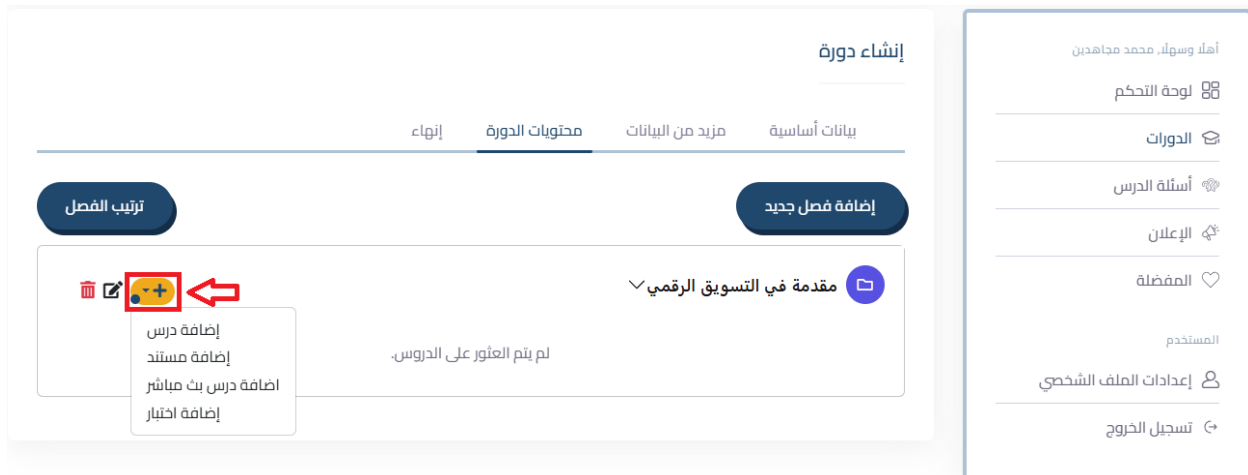 أهلًا وسهلًا, محمد مجاهدين
لوحة التحكم
الدورات
أسئلة الدرس
الإعلان
المفضلة
المستخدم
إعدادات الملف الشخصي
تسجيل الخروج
إنشاء دورة
بيانات أساسية
مزيد من البيانات
محتويات الدورة
إنهاء
إضافة فصل جديد
ترتيب الفصل
مقدمة في التسويق الرقمي
إضافة درس
إضافة مستند
اضافة درس بث مباشر
إضافة اختبار
لم يتم العثور على الدروس.